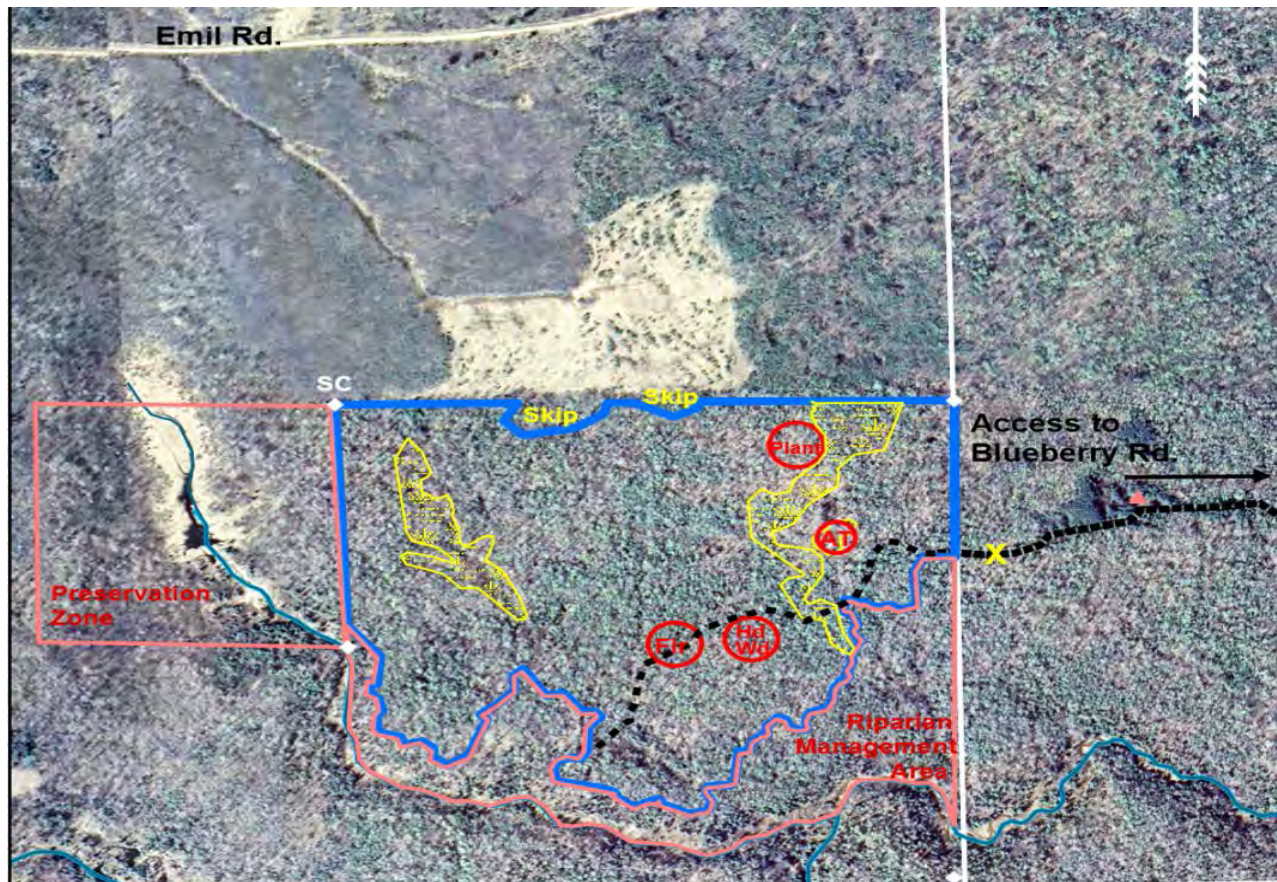 Emil Rd.
SC
Skip
Skip
Plant
Access to
Blueberry Rd.
AT
X
Preservation
Zone
Fir
Hd
Wd
Riparian
Management
Area